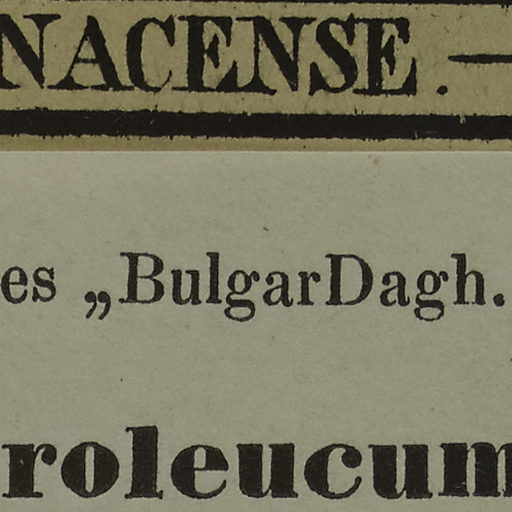 NACENSE. —
es „BulgarDagh.
roleucum